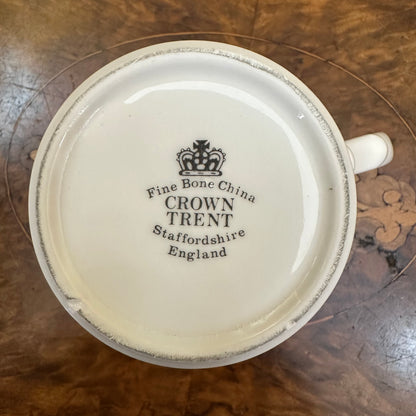 Fine Bone China
CROWN
TRENT
Staffordshire
England